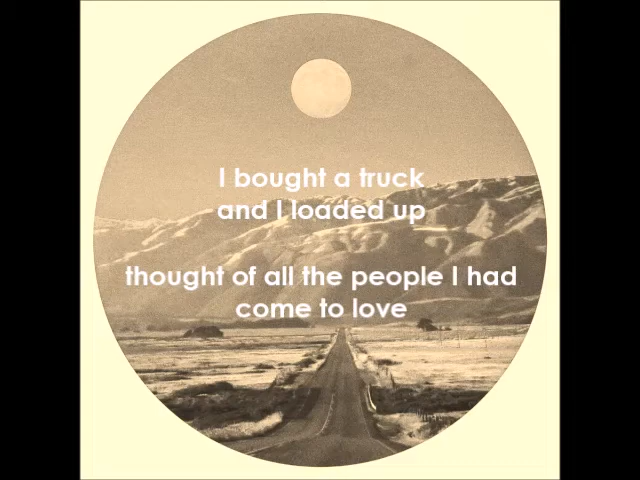 I bought a truck
and I loaded up
thought of all the people I had
come to love